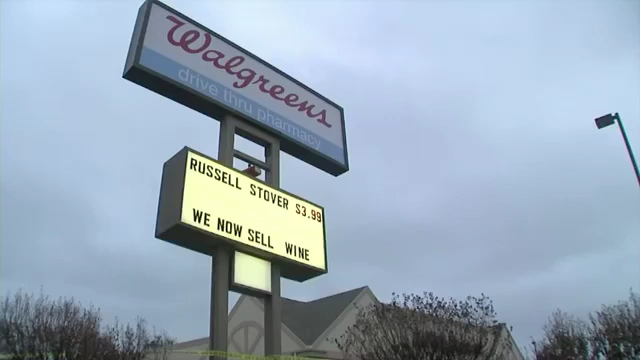 Walgreens
drive thru pharmacy
RUSSELL STOVER $3.99
WE NOW SELL WINE